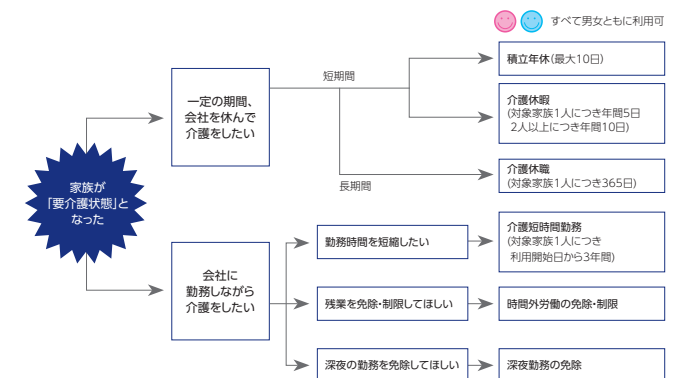 すべて男女ともに利用可
家族が
「要介護状態」と
なった
一定の期間、
会社を休んで
介護をしたい
短期間
長期間
積立年休(最大10日)
介護休暇
(対象家族1人につき年間5日
2人以上につき年間10日)
介護休職
(対象家族1人につき365日)
会社に
勤務しながら
介護をしたい
勤務時間を短縮したい
介護短時間勤務
(対象家族1人につき
利用開始日から3年間)
残業を免除・制限してほしい
時間外労働の免除・制限
深夜の勤務を免除してほしい
深夜勤務の免除